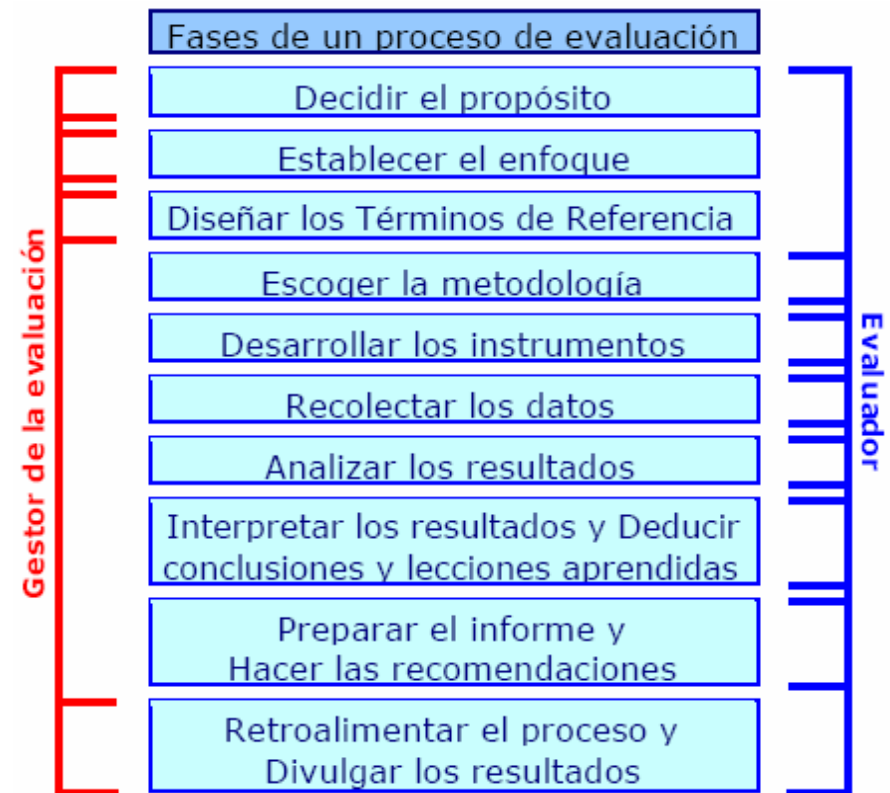 Fases de un proceso de evaluación
Decidir el propósito
Establecer el enfoque
Diseñar los Términos de Referencia
Escoger la metodología
Desarrollar los instrumentos
Recolectar los datos
Analizar los resultados
Interpretar los resultados y Deducir
conclusiones y lecciones aprendidas
Preparar el informe y
Hacer las recomendaciones
Retroalimentar el proceso y
Divulgar los resultados
Gestor de la evaluación
Evaluador